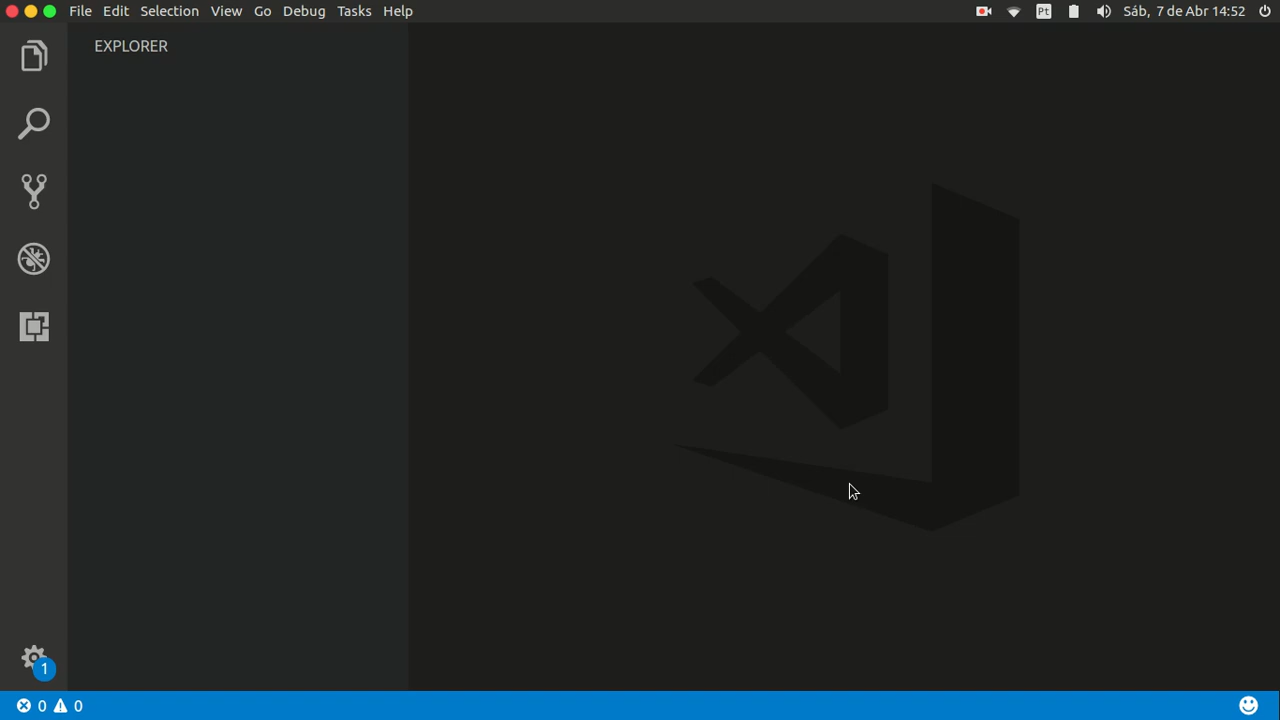 File Edit Selection View Go Debug Tasks Help Pt Sáb, 7 de Abr 14:52
EXPLORER
1
0 0